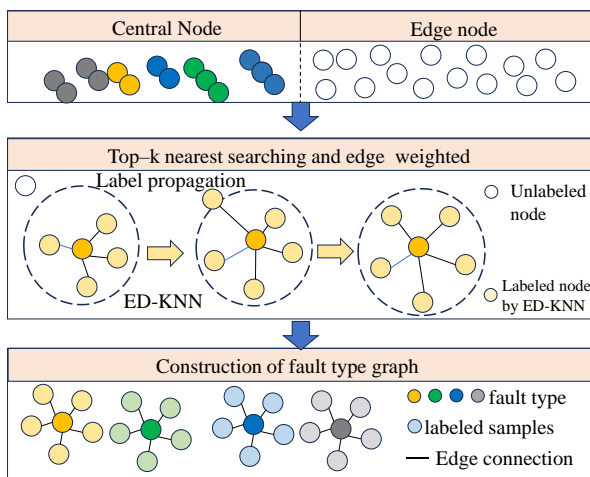 Central Node
Edge node
Top–k nearest searching and edge weighted
Label propagation
Unlabeled
node
ED-KNN
Labeled node
by ED-KNN
Construction of fault type graph
fault type
labeled samples
Edge connection